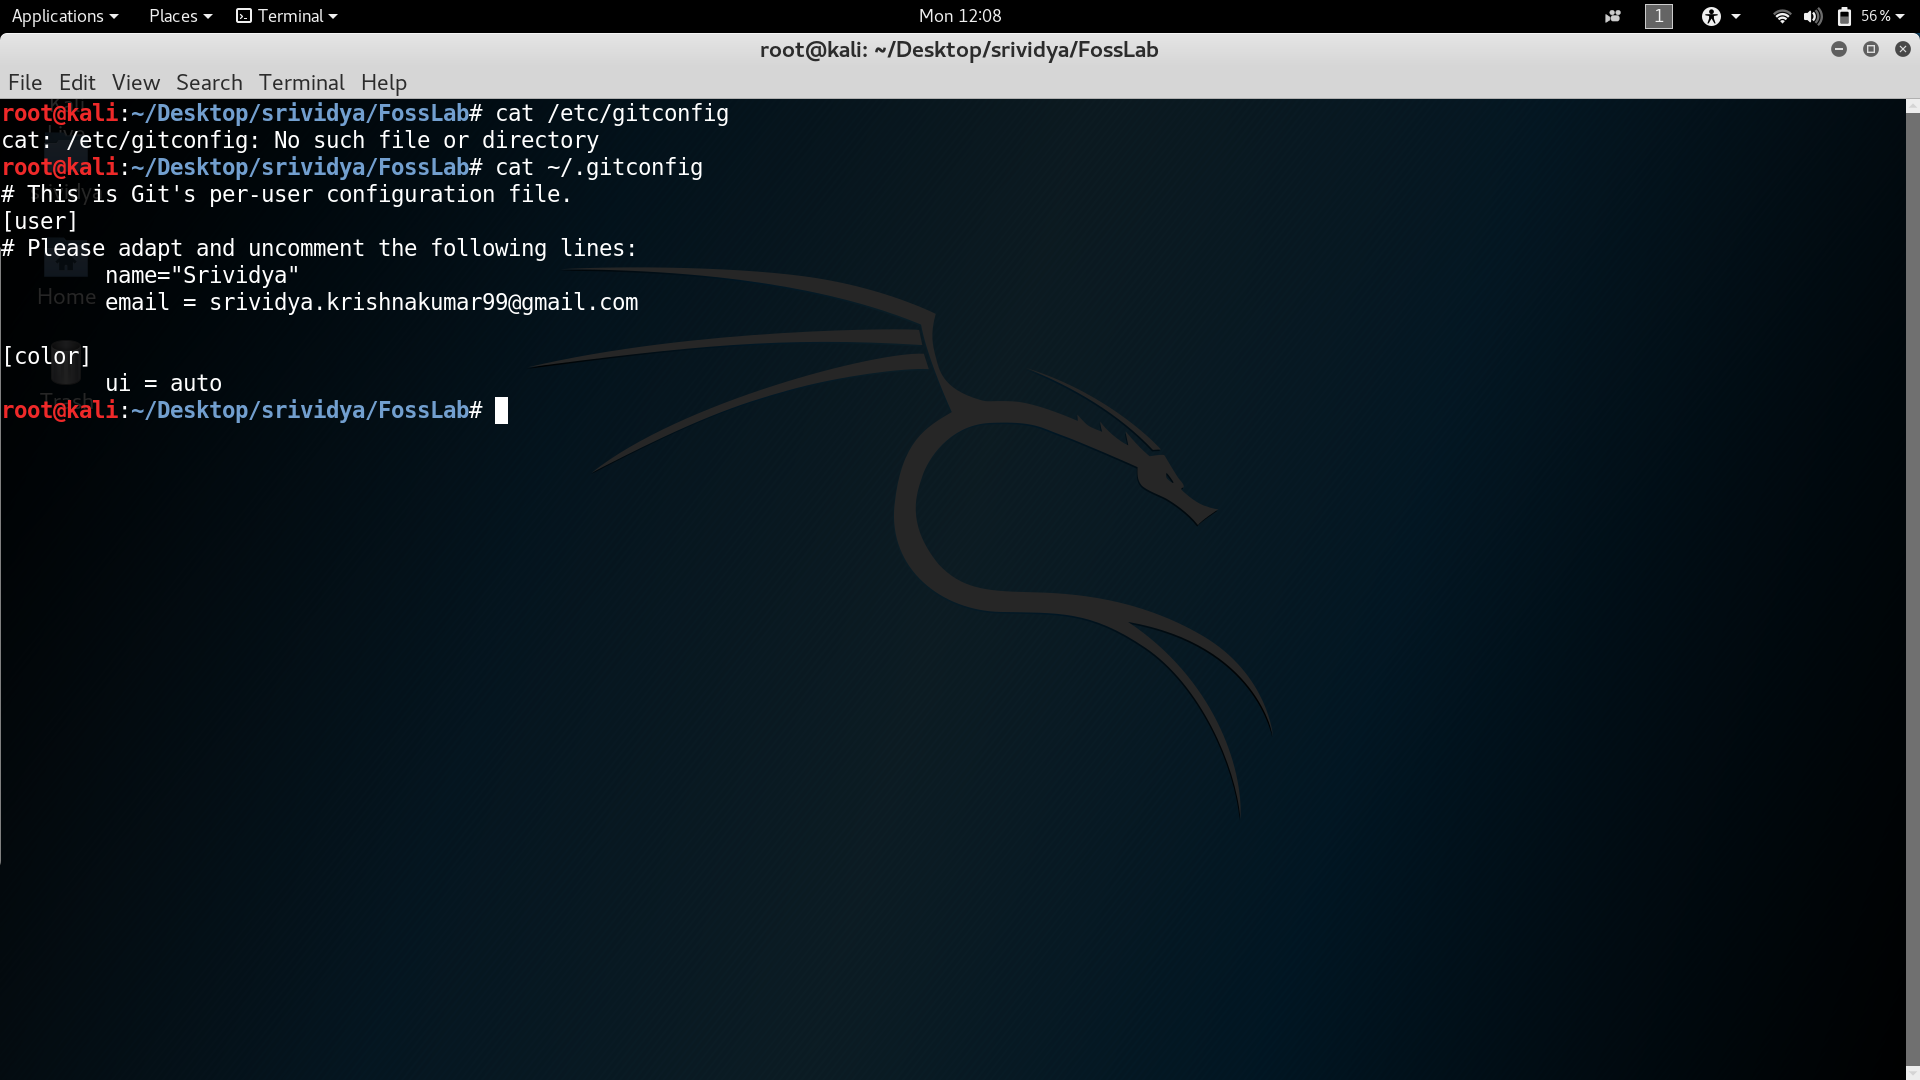 Applications Places Terminal Mon 12:08 1 56%
root@kali: ~/Desktop/srividya/FossLab
File Edit View Search Terminal Help
root@kali:~/Desktop/srividya/FossLab# cat /etc/gitconfig
cat: /etc/gitconfig: No such file or directory
root@kali:~/Desktop/srividya/FossLab# cat ~/.gitconfig
# This is Git's per-user configuration file.
[user]
# Please adapt and uncomment the following lines:
        name="Srividya"
        email = srividya.krishnakumar99@gmail.com
Home
[color]
        ui = auto
Trash
root@kali:~/Desktop/srividya/FossLab#